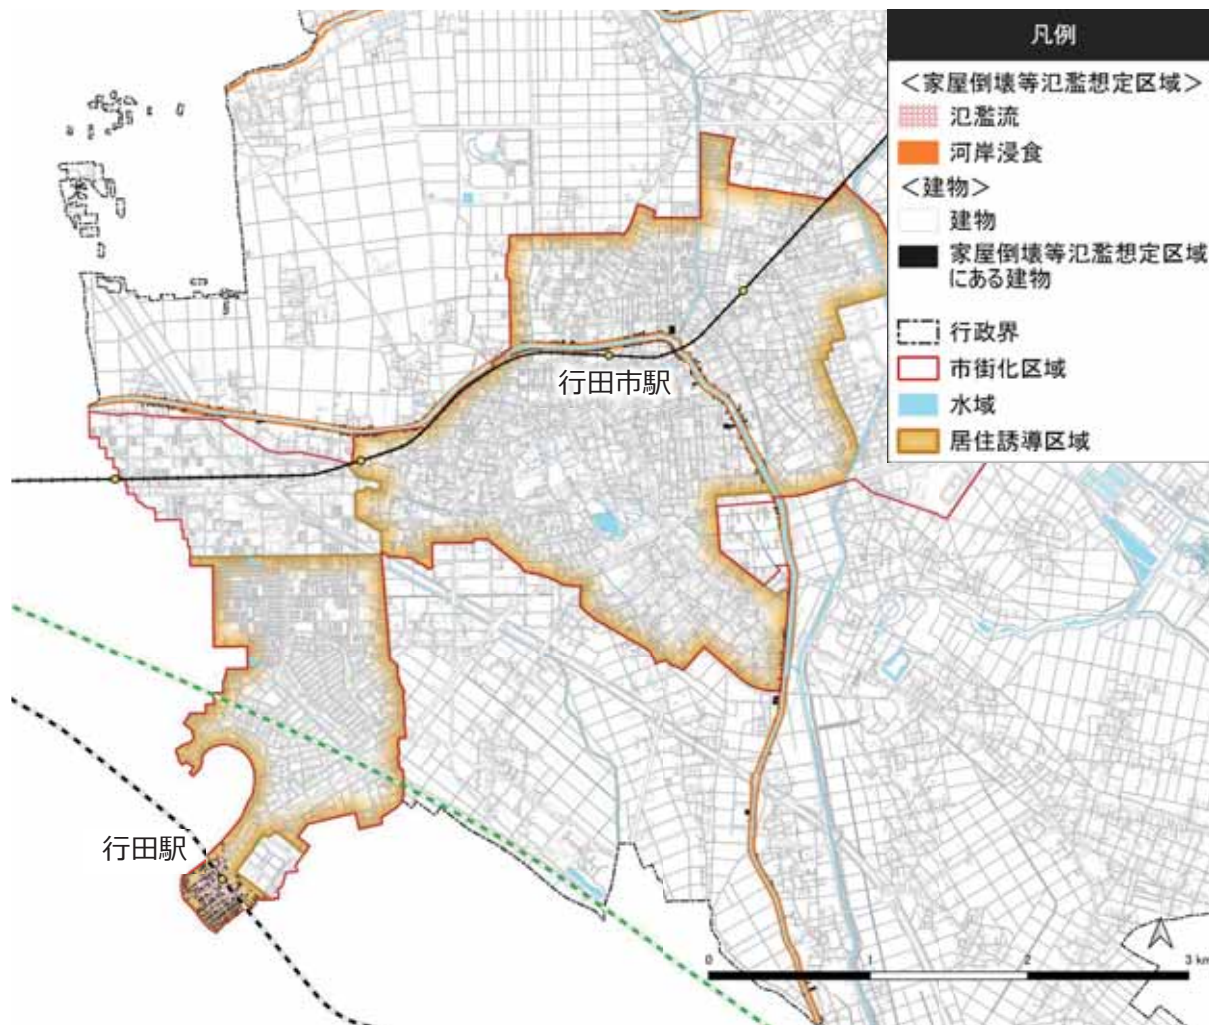 凡例
＜家屋倒壊等氾濫想定区域＞
氾濫流
河岸浸食
＜建物＞
建物
家屋倒壊等氾濫想定区域
にある建物
行政界
市街化区域
水域
居住誘導区域
行田市駅
行田駅
0 1 2 3 km